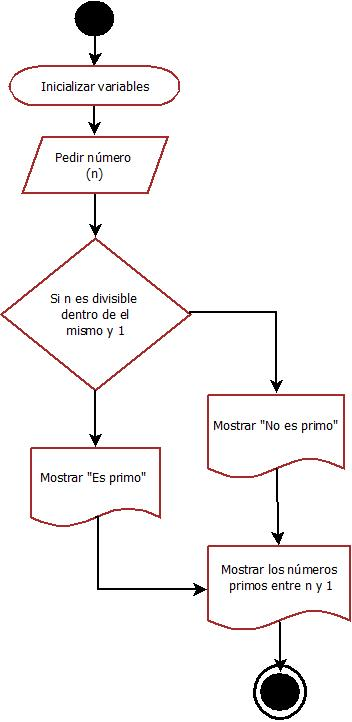 Inicializar variables
Pedir número
(n)
Si n es divisible
dentro de el
mismo y 1
Mostrar "No es primo"
Mostrar "Es primo"
Mostrar los números
primos entre n y 1